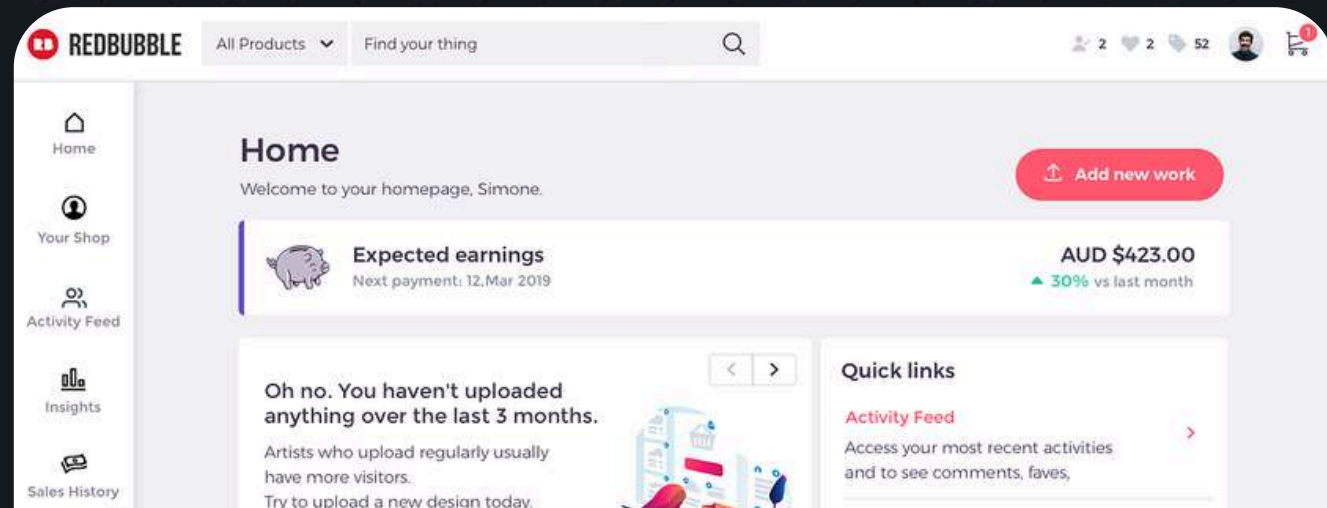 RB REDBUBBLE All Products Find your thing 2 2 52 1
Home
Your Shop
Activity Feed
Insights
Sales History
Home
Welcome to your homepage, Simone.
Add new work
Expected earnings
Next payment: 12,Mar 2019
AUD $423.00
30% vs last month
Oh no. You haven't uploaded
anything over the last 3 months.
Artists who upload regularly usually
have more visitors.
Try to upload a new design today.
Quick links
Activity Feed
Access your most recent activities
and to see comments, faves,